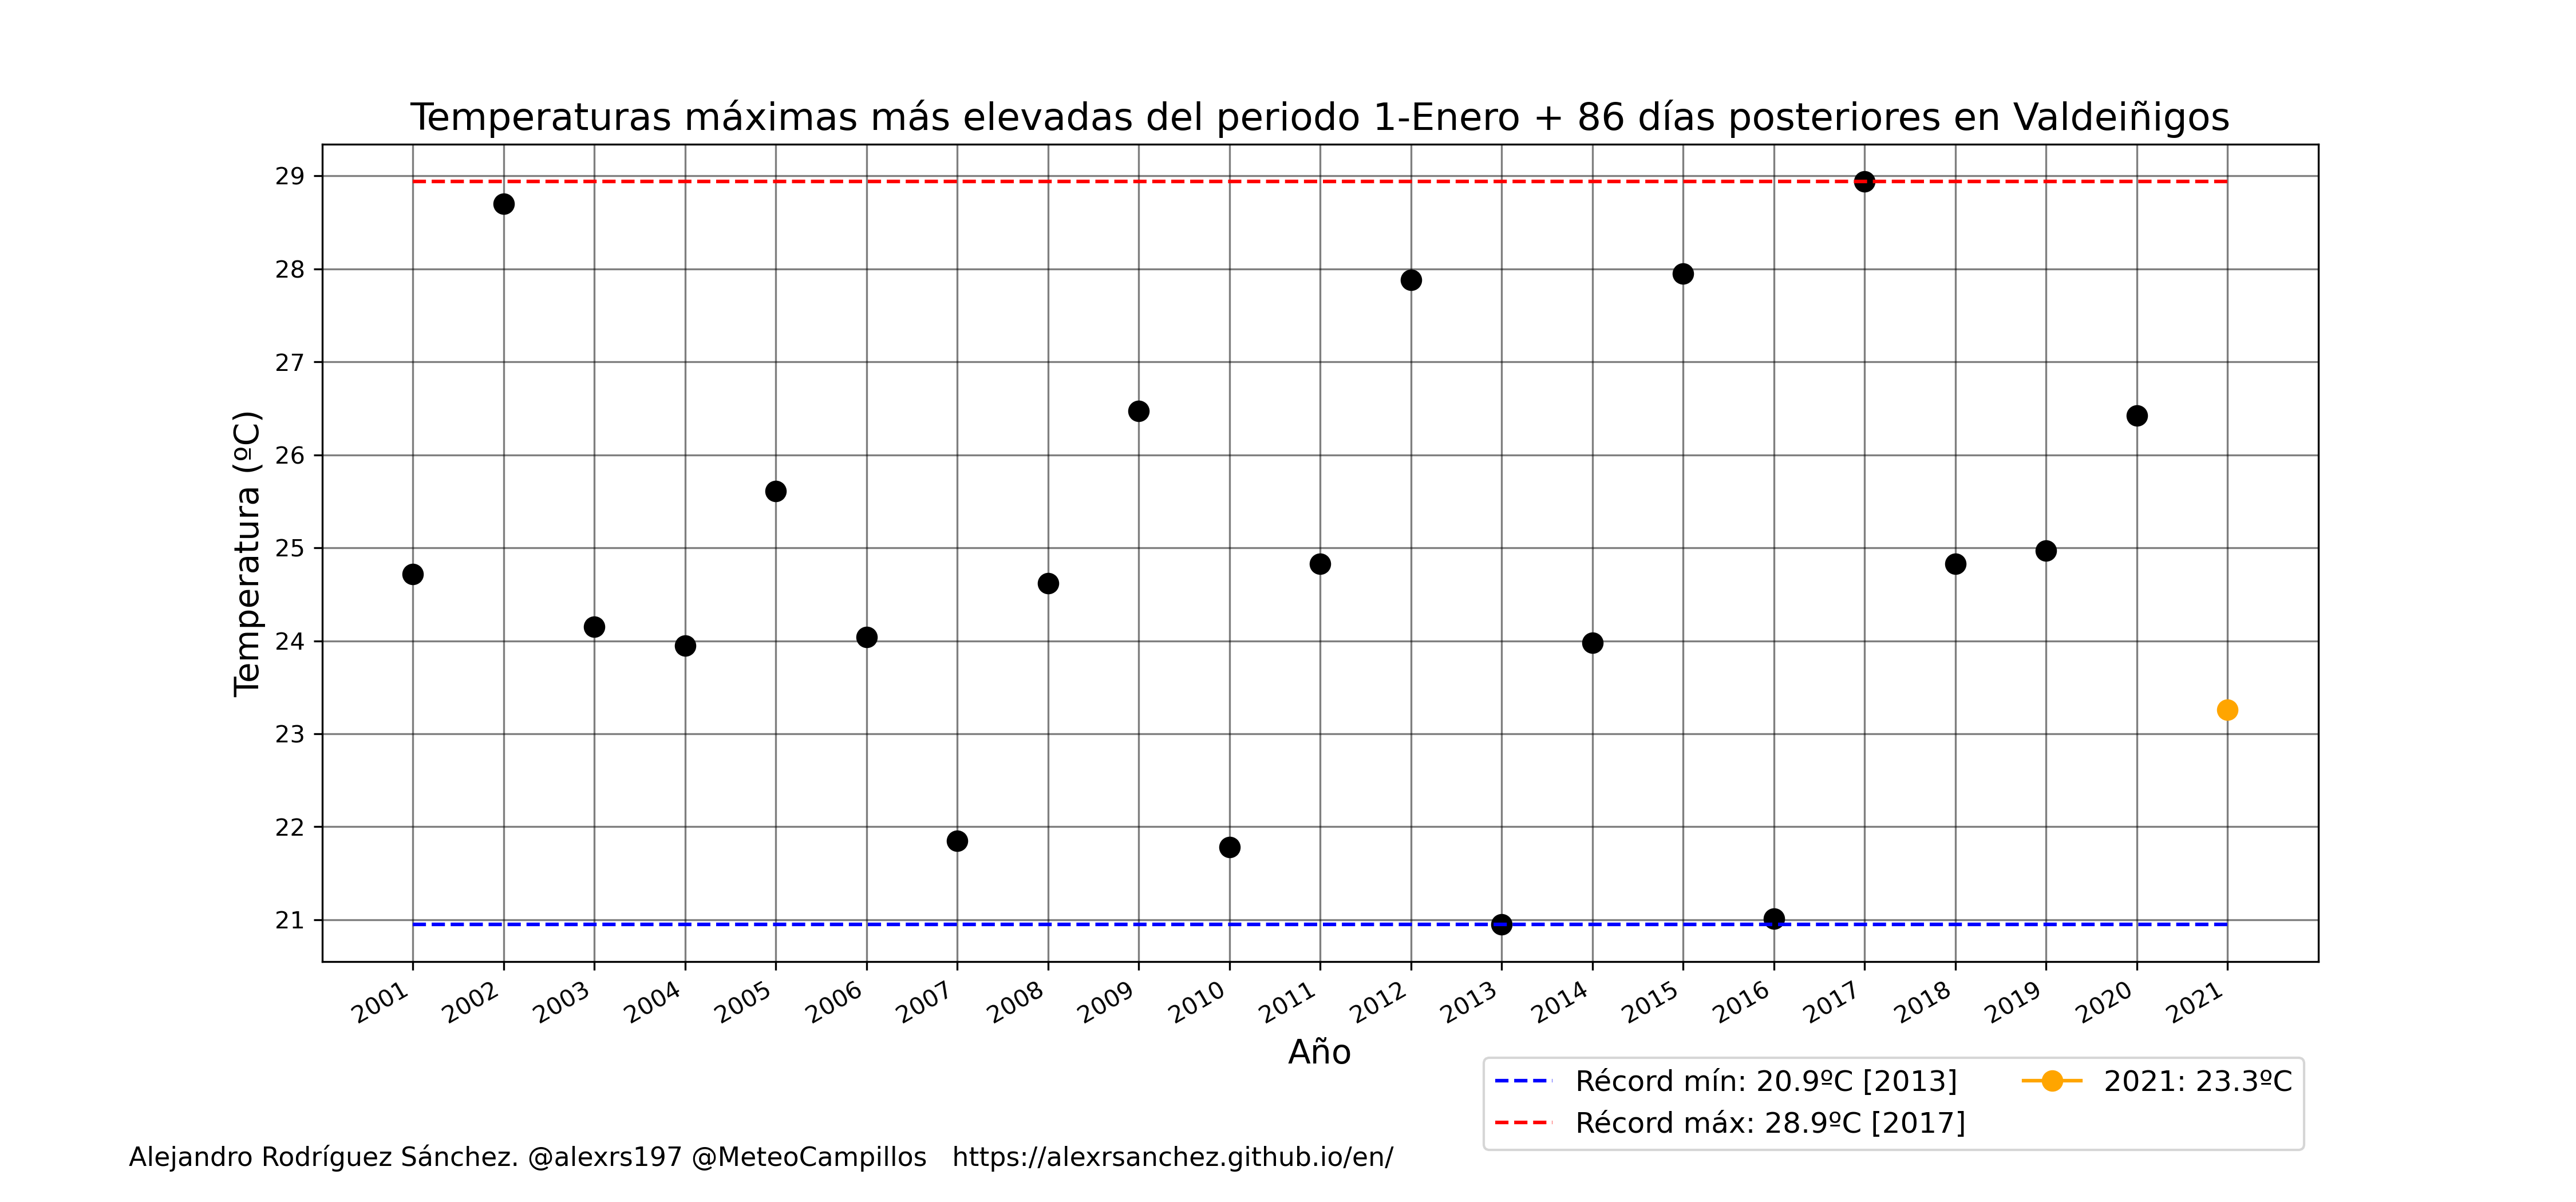 Temperaturas máximas más elevadas del periodo 1-Enero + 86 días posteriores en Valdeiñigos
Temperatura (ºC)
29
28
27
26
25
24
23
22
21
2001 2002 2003 2004 2005 2006 2007 2008 2009 2010 2011 2012 2013 2014 2015 2016 2017 2018 2019 2020 2021
Año
Récord mín: 20.9ºC [2013]
Récord máx: 28.9ºC [2017]
2021: 23.3ºC
Alejandro Rodríguez Sánchez. @alexrs197 @MeteoCampillos https://alexrsanchez.github.io/en/